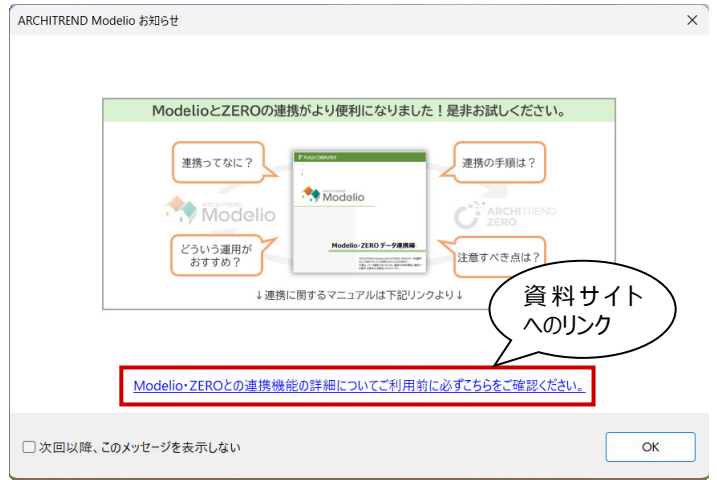 ARCHITREND Modelio お知らせ
ModelioとZEROの連携がより便利になりました！是非お試しください。
連携ってなに？
連携の手順は？
FUKUI COMPUTER
ARCHITREND
Modelio
ARCHITREND
Modelio
ARCHITREND
ZERO
Modelio・ZERO データ連携編
どういう運用が
おすすめ？
注意すべき点は？
↓連携に関するマニュアルは下記リンクより↓
資料サイト
へのリンク
Modelio・ZEROとの連携機能の詳細についてご利用前に必ずこちらをご確認ください。
次回以降、このメッセージを表示しない
OK